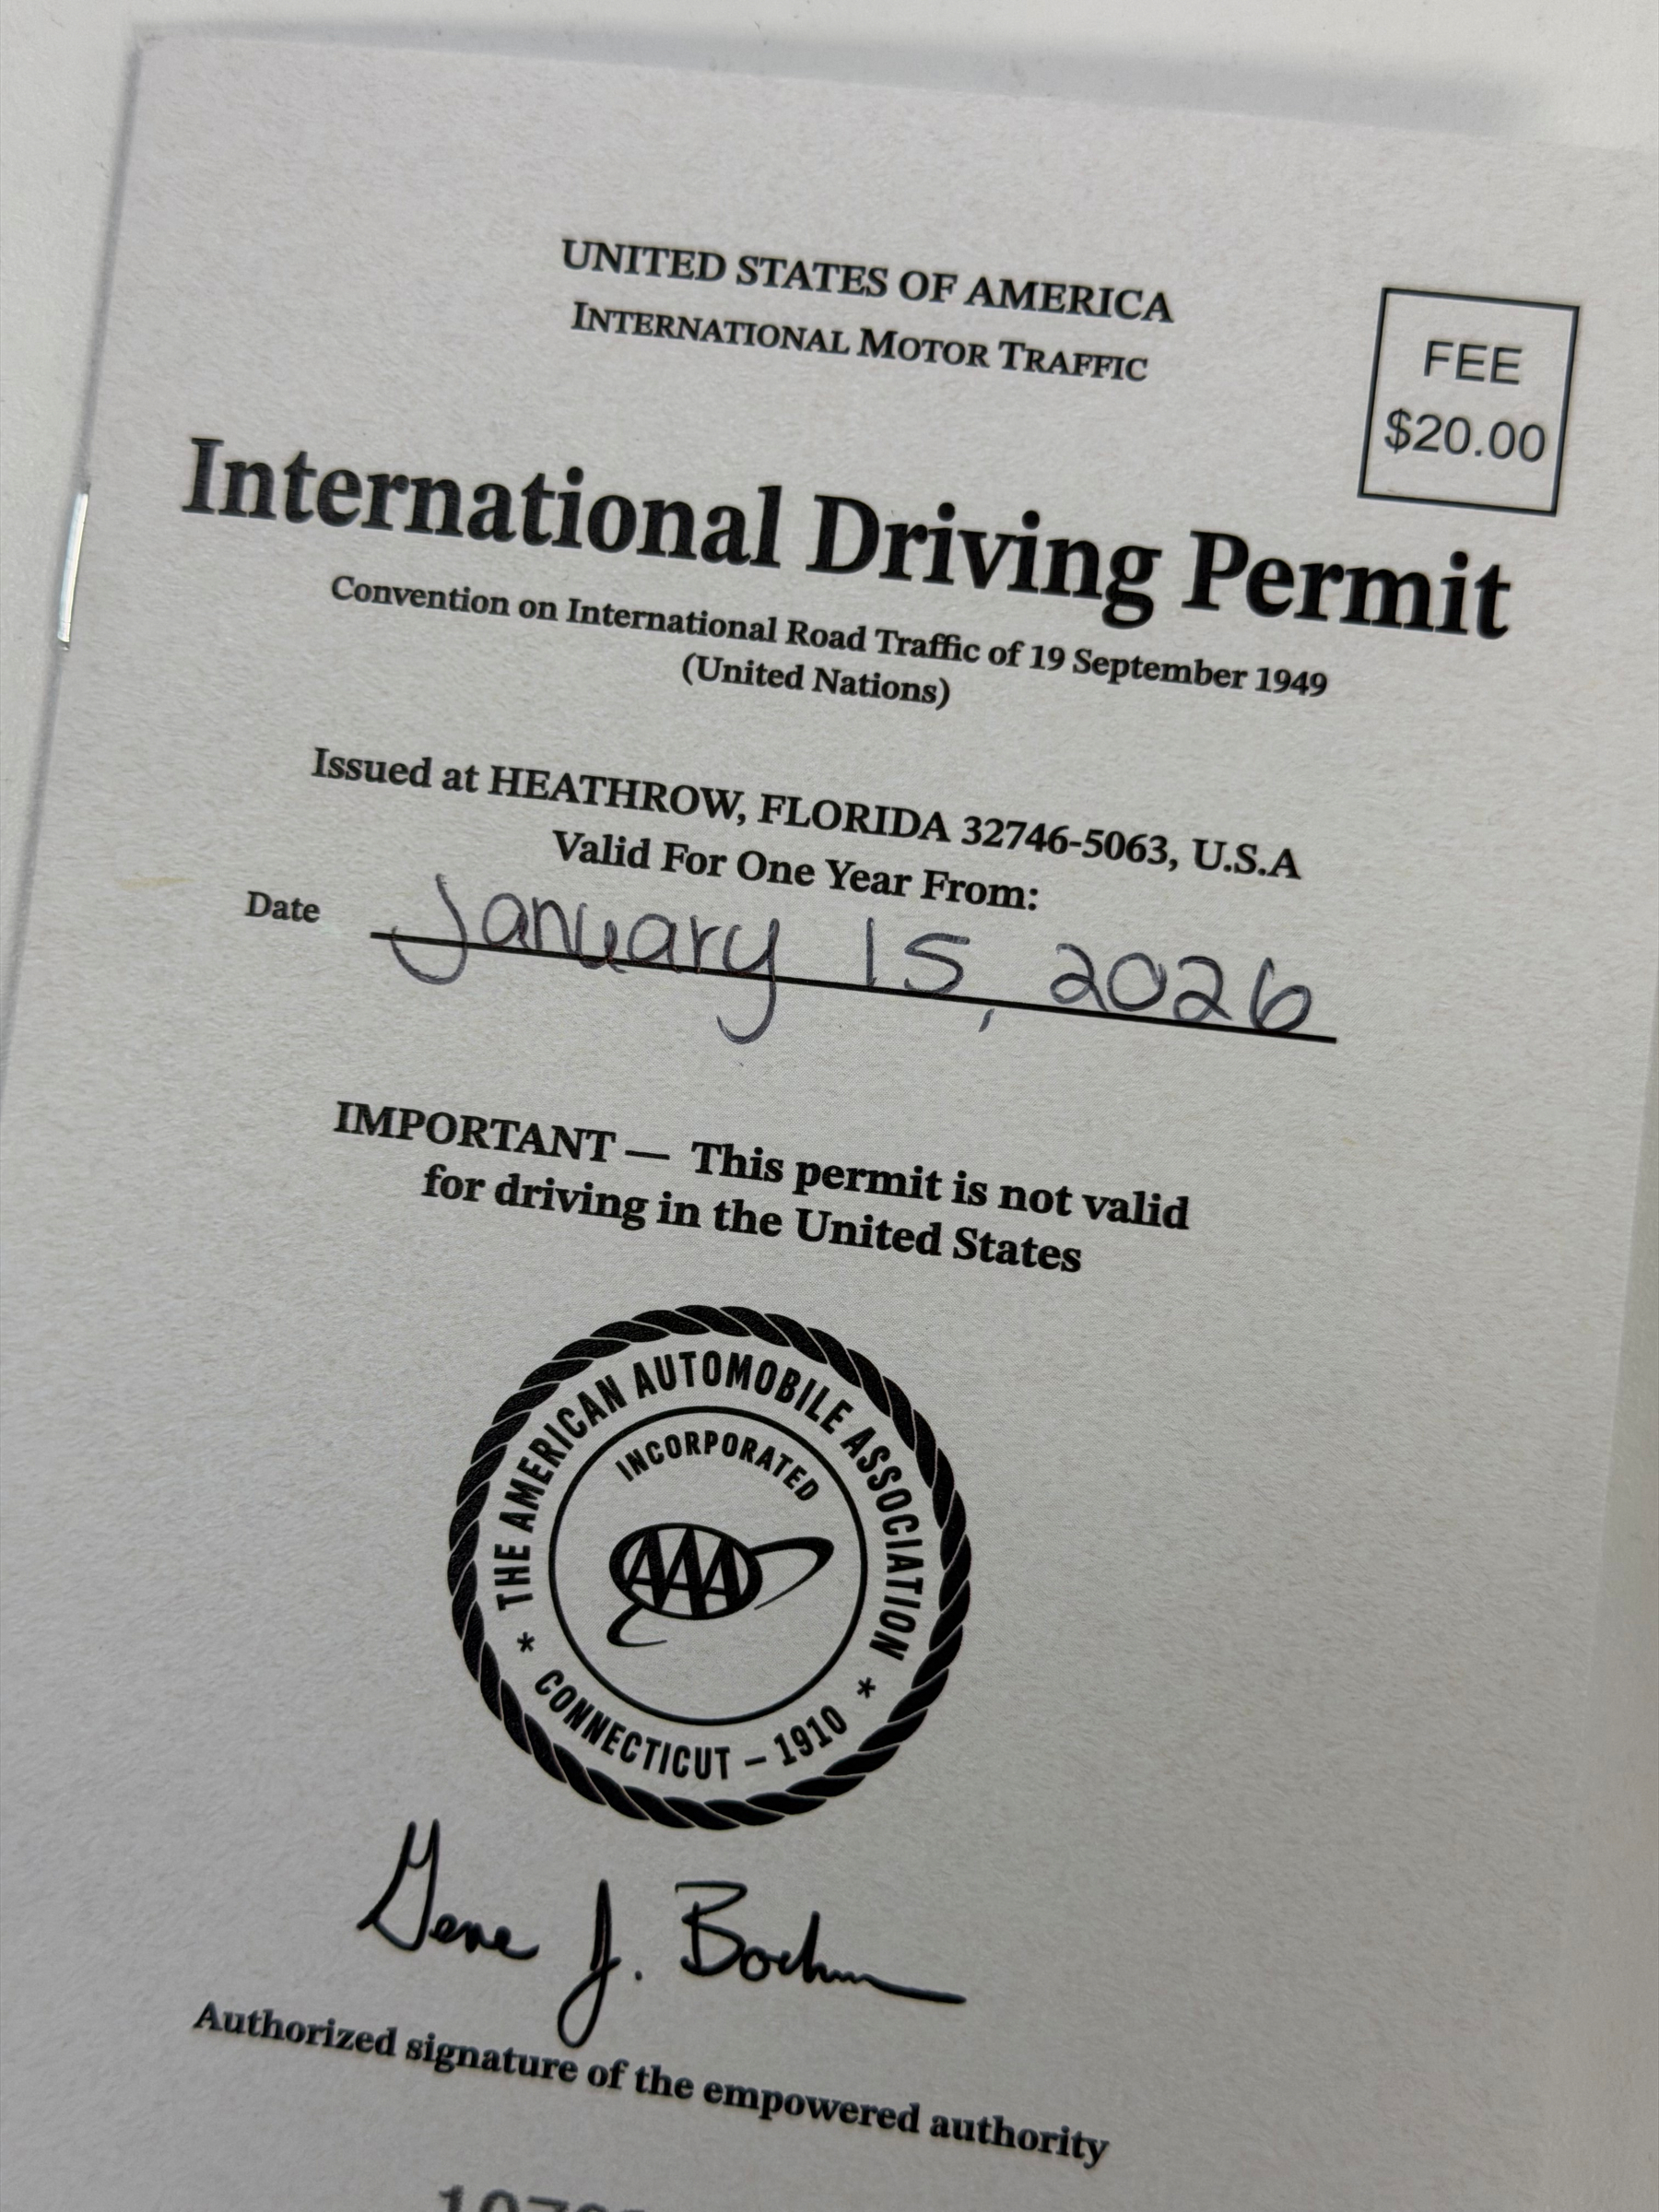 UNITED STATES OF AMERICA
INTERNATIONAL MOTOR TRAFFIC
FEE
$20.00
International Driving Permit
Convention on International Road Traffic of 19 September 1949
(United Nations)
Issued at HEATHROW, FLORIDA 32746-5063, U.S.A
Valid For One Year From:
Date January 15, 2026
IMPORTANT — This permit is not valid
for driving in the United States
THE AMERICAN AUTOMOBILE ASSOCIATION
INCORPORATED
AAA
* CONNECTICUT – 1910 *
Gene J. Boehm
Authorized signature of the empowered authority